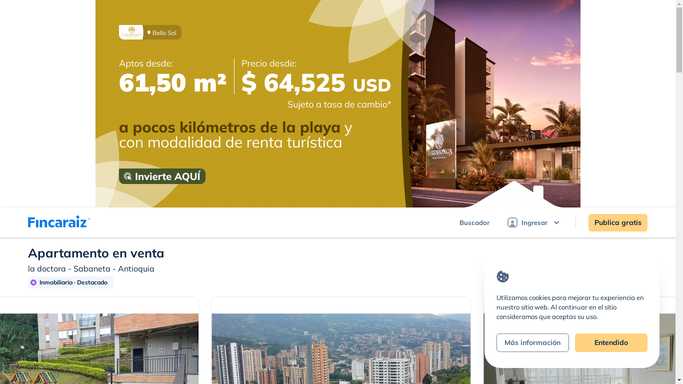 Bello Sol
Aptos desde:
61,50 m²
Precio desde:
$ 64,525 USD
Sujeto a tasa de cambio*
a pocos kilómetros de la playa y
con modalidad de renta turística
Invierte AQUÍ
Fincaraiz
Buscador
Ingresar
Publica gratis
Apartamento en venta
la doctora - Sabaneta - Antioquia
Inmobiliaria · Destacado
Utilizamos cookies para mejorar tu experiencia en
nuestro sitio web. Al continuar en el sitio
consideramos que aceptas su uso.
Más información
Entendido